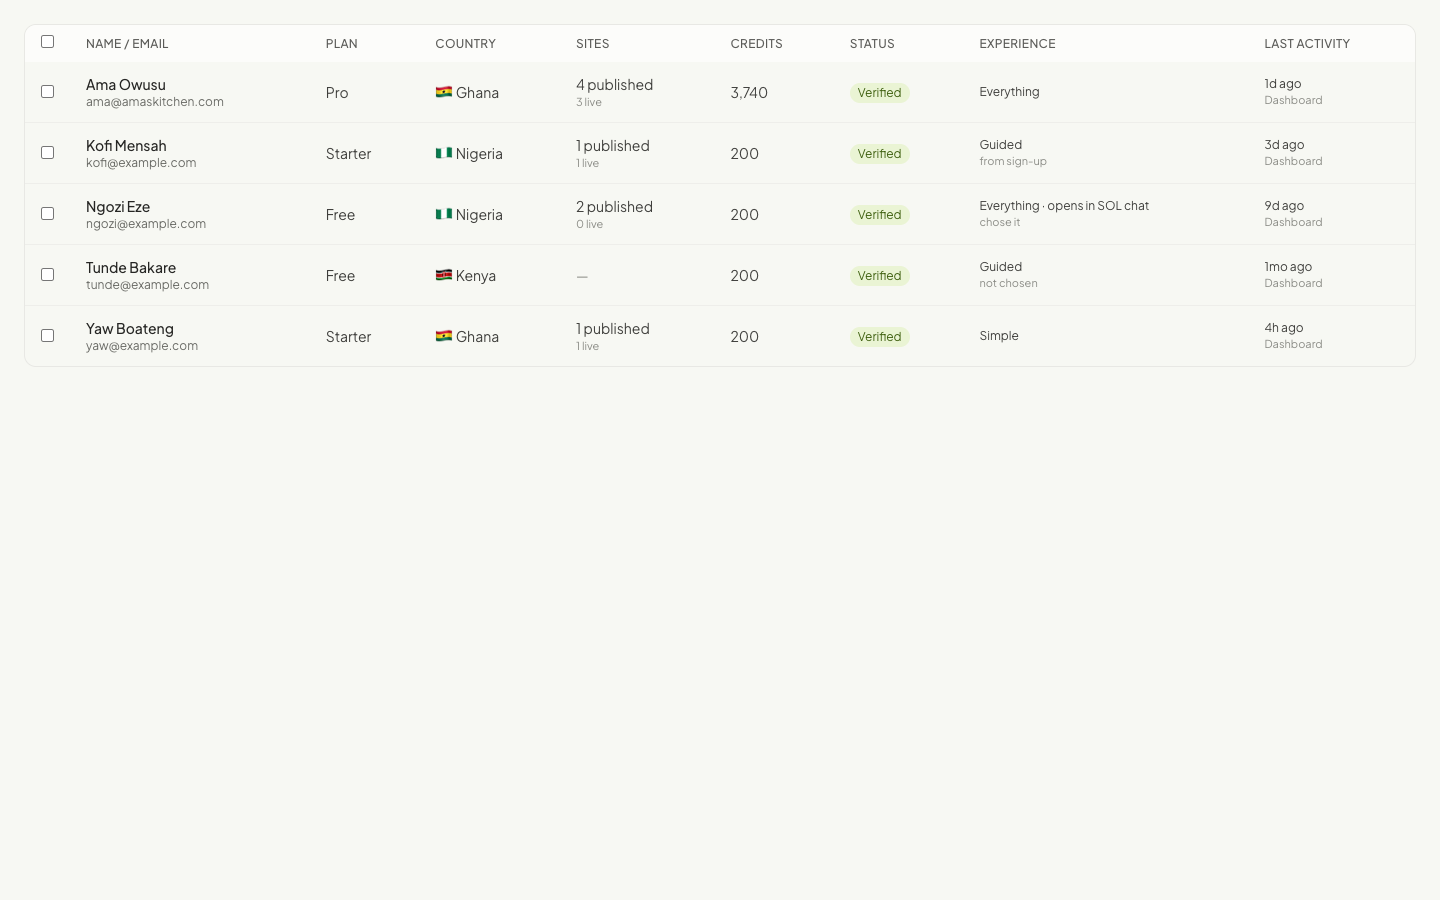 NAME / EMAIL PLAN COUNTRY SITES CREDITS STATUS EXPERIENCE LAST ACTIVITY
Ama Owusu
ama@amaskitchen.com
Pro
Ghana
4 published
3 live
3,740
Verified
Everything
1d ago
Dashboard
Kofi Mensah
kofi@example.com
Starter
Nigeria
1 published
1 live
200
Verified
Guided
from sign-up
3d ago
Dashboard
Ngozi Eze
ngozi@example.com
Free
Nigeria
2 published
0 live
200
Verified
Everything · opens in SOL chat
chose it
9d ago
Dashboard
Tunde Bakare
tunde@example.com
Free
Kenya
—
200
Verified
Guided
not chosen
1mo ago
Dashboard
Yaw Boateng
yaw@example.com
Starter
Ghana
1 published
1 live
200
Verified
Simple
4h ago
Dashboard